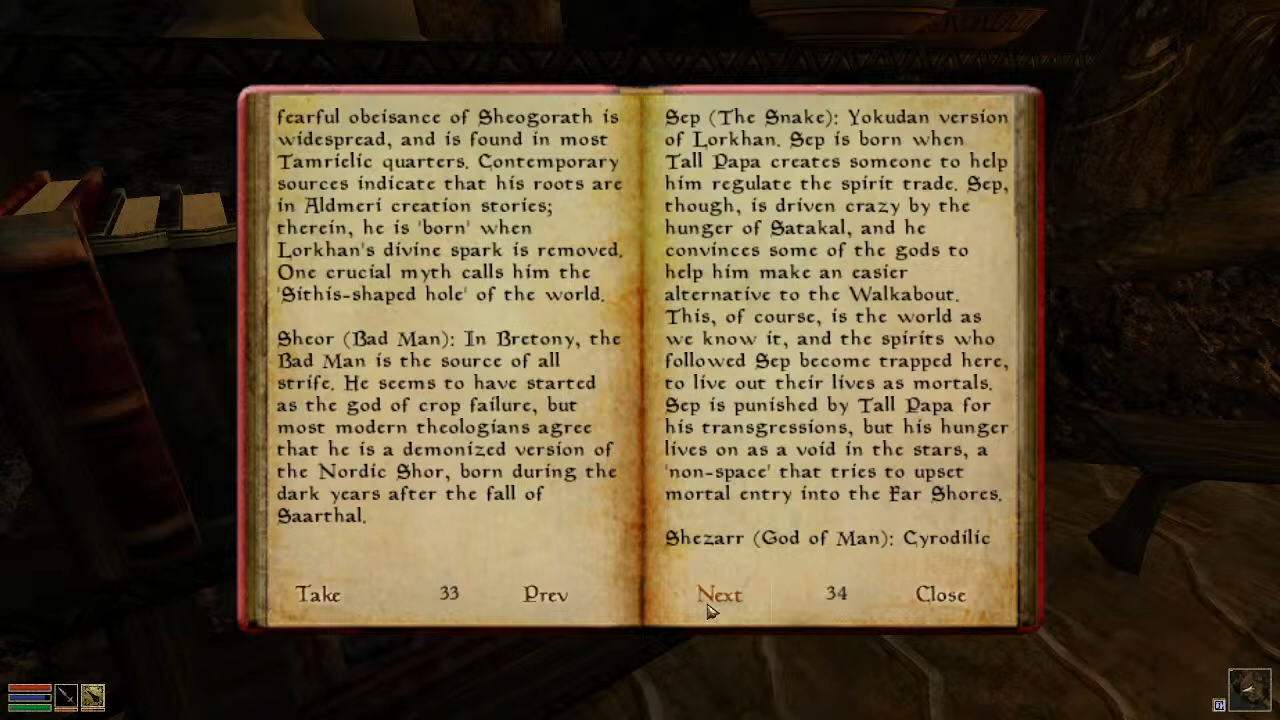 fearful obeisance of Sheogorath is
widespread, and is found in most
Tamrielic quarters. Contemporary
sources indicate that his roots are
in Aldmeri creation stories;
therein, he is 'born' when
Lorkhan's divine spark is removed.
One crucial myth calls him the
'Sithis-shaped hole' of the world.
Sheor (Bad Man): In Bretony, the
Bad Man is the source of all
strife. He seems to have started
as the god of crop failure, but
most modern theologians agree
that he is a demonized version of
the Nordic Shor, born during the
dark years after the fall of
Saarthal.
Take 33 Prev
Sep (The Snake): Yokudan version
of Lorkhan. Sep is born when
Tall Papa creates someone to help
him regulate the spirit trade. Sep,
though, is driven crazy by the
hunger of Satakal, and he
convinces some of the gods to
help him make an easier
alternative to the Walkabout.
This, of course, is the world as
we know it, and the spirits who
followed Sep become trapped here,
to live out their lives as mortals.
Sep is punished by Tall Papa for
his transgressions, but his hunger
lives on as a void in the stars, a
'non-space' that tries to upset
mortal entry into the Far Shores.
Shezarr (God of Man): Cyrodilic
Next 34 Close